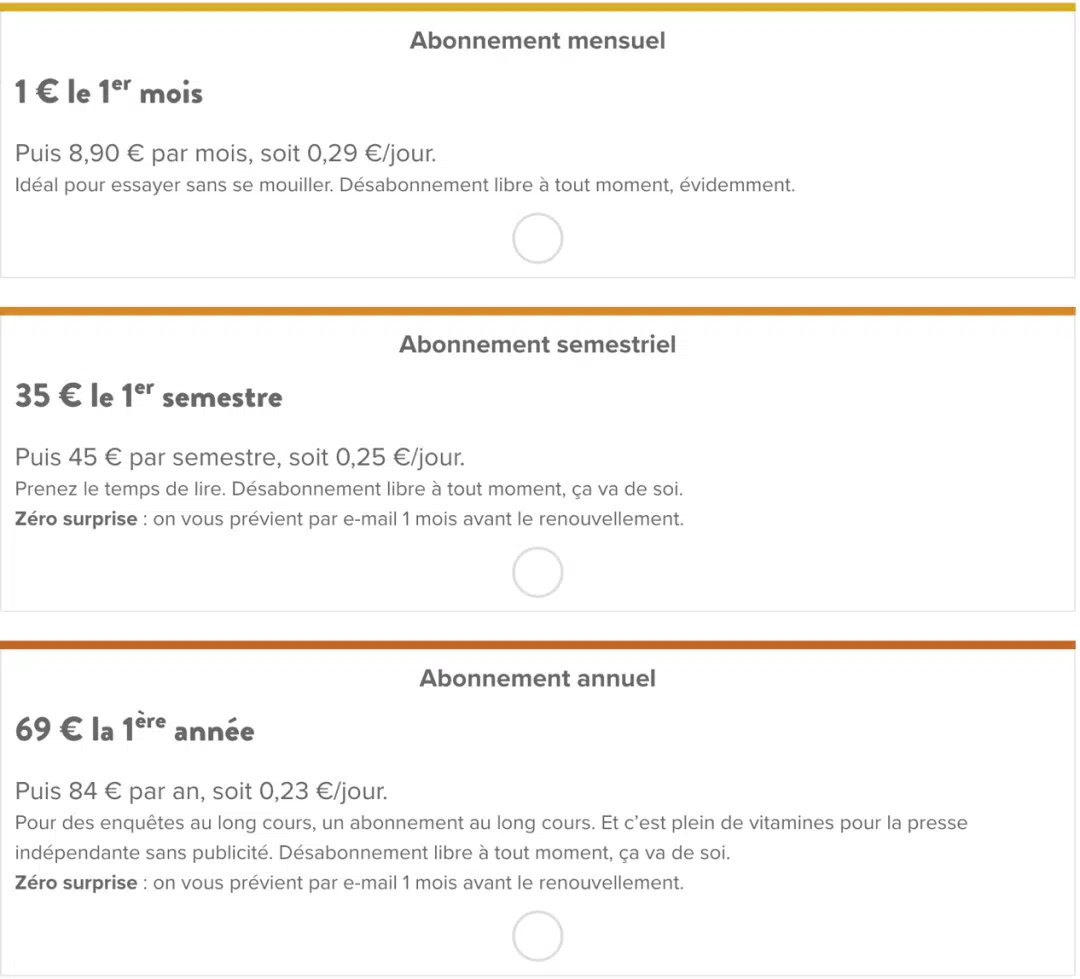 Abonnement mensuel
1 € le 1er mois
Puis 8,90 € par mois, soit 0,29 €/jour.
Idéal pour essayer sans se mouiller. Désabonnement libre à tout moment, évidemment.
Abonnement semestriel
35 € le 1er semestre
Puis 45 € par semestre, soit 0,25 €/jour.
Prenez le temps de lire. Désabonnement libre à tout moment, ça va de soi.
Zéro surprise : on vous prévient par e-mail 1 mois avant le renouvellement.
Abonnement annuel
69 € la 1ère année
Puis 84 € par an, soit 0,23 €/jour.
Pour des enquêtes au long cours, un abonnement au long cours. Et c’est plein de vitamines pour la presse
indépendante sans publicité. Désabonnement libre à tout moment, ça va de soi.
Zéro surprise : on vous prévient par e-mail 1 mois avant le renouvellement.